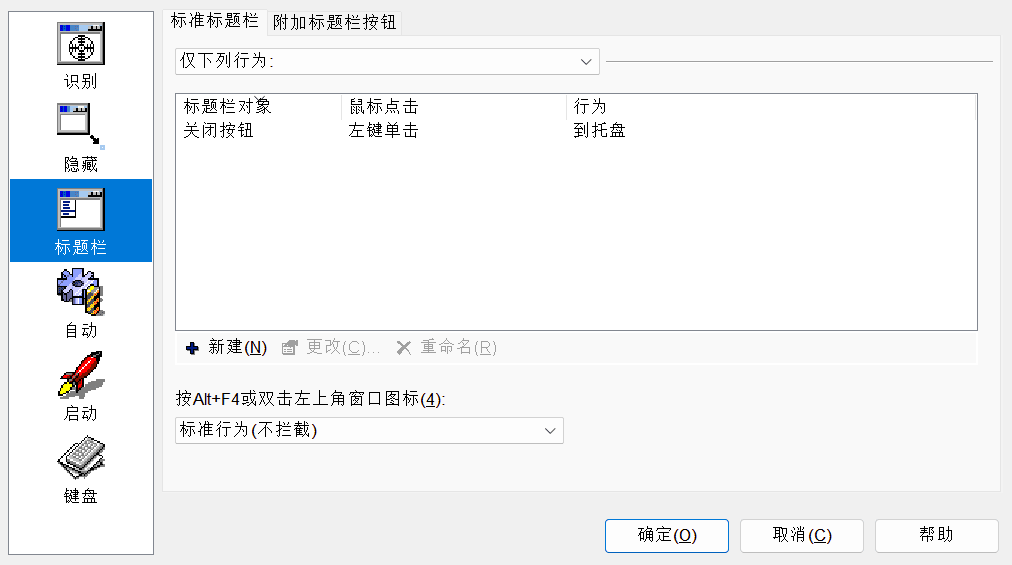 识别
隐藏
标题栏
自动
启动
键盘
标准标题栏 附加标题栏按钮
仅下列行为:
标题栏对象 鼠标点击 行为
关闭按钮 左键单击 到托盘
新建(N) 更改(C)... 重命名(R)
按Alt+F4或双击左上角窗口图标(4):
标准行为(不拦截)
确定(O) 取消(C) 帮助